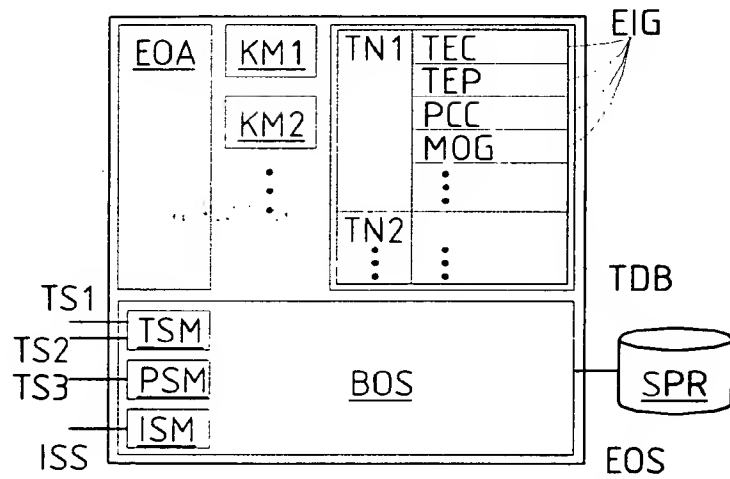 EOA
KM1
KM2
TN1
TEC
TEP
PCC
MOG
TN2
EIG
TDB
TS1
TS2
TS3
ISS
TSM
PSM
ISM
BOS
SPR
EOS